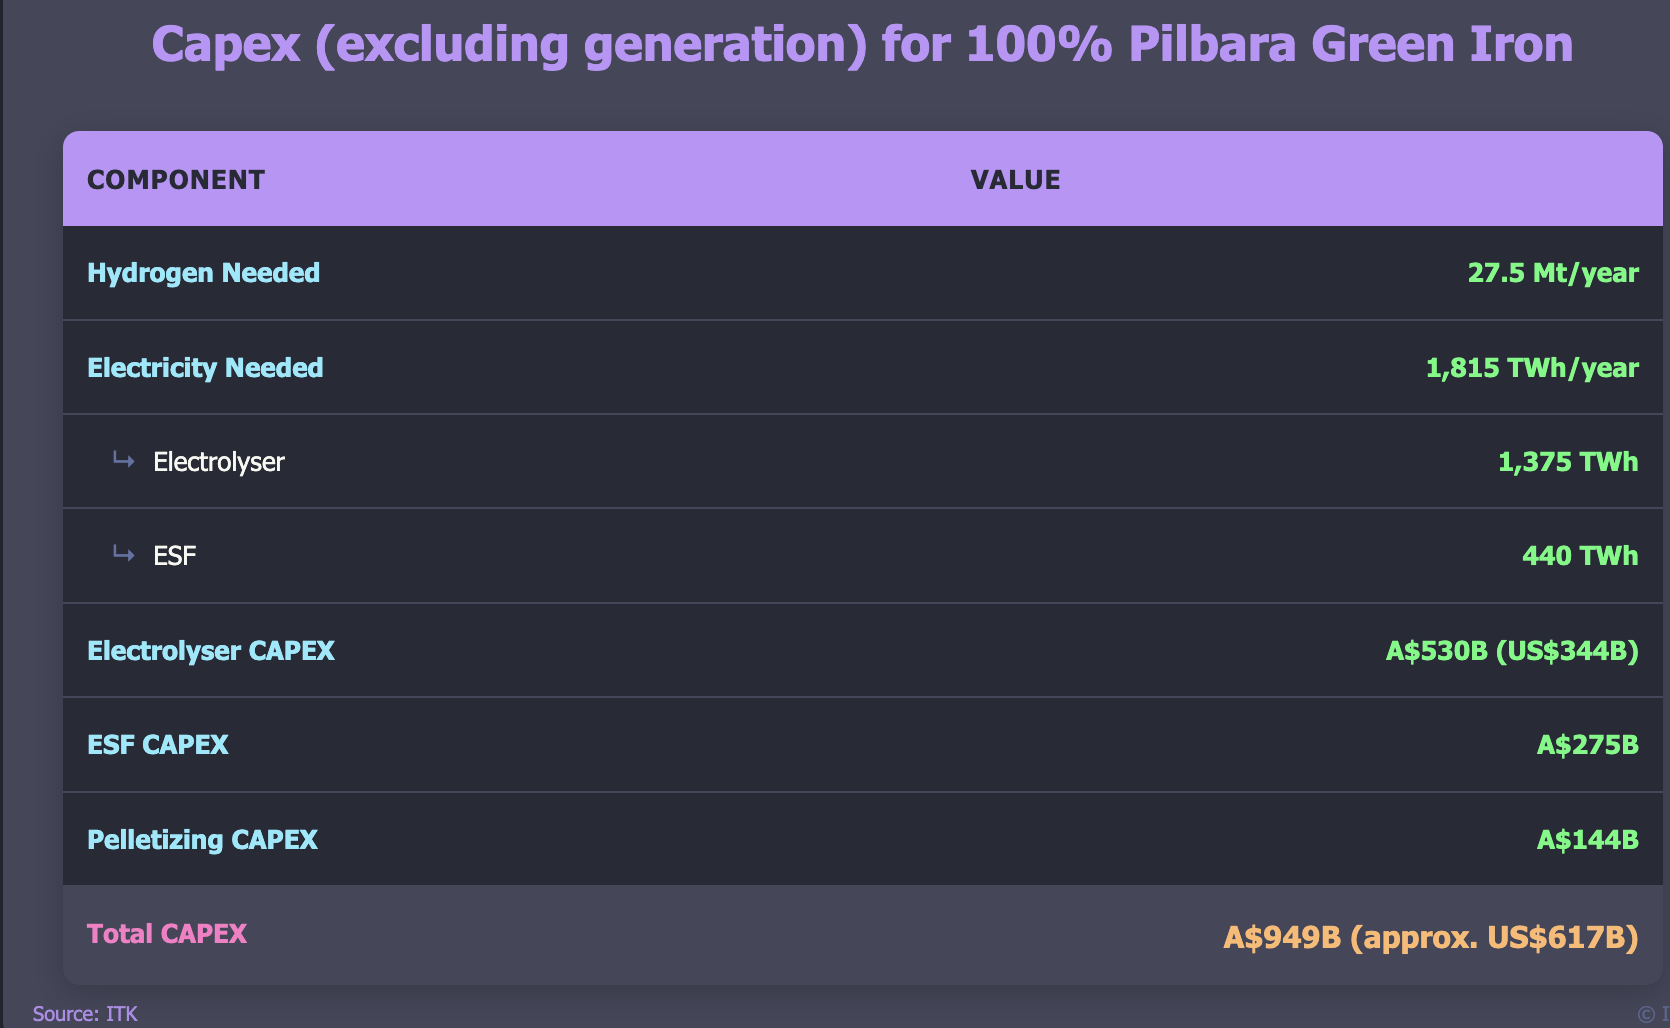 Capex (excluding generation) for 100% Pilbara Green Iron
COMPONENT VALUE
Hydrogen Needed 27.5 Mt/year
Electricity Needed 1,815 TWh/year
↳ Electrolyser 1,375 TWh
↳ ESF 440 TWh
Electrolyser CAPEX A$530B (US$344B)
ESF CAPEX A$275B
Pelletizing CAPEX A$144B
Total CAPEX A$949B (approx. US$617B)
Source: ITK ©